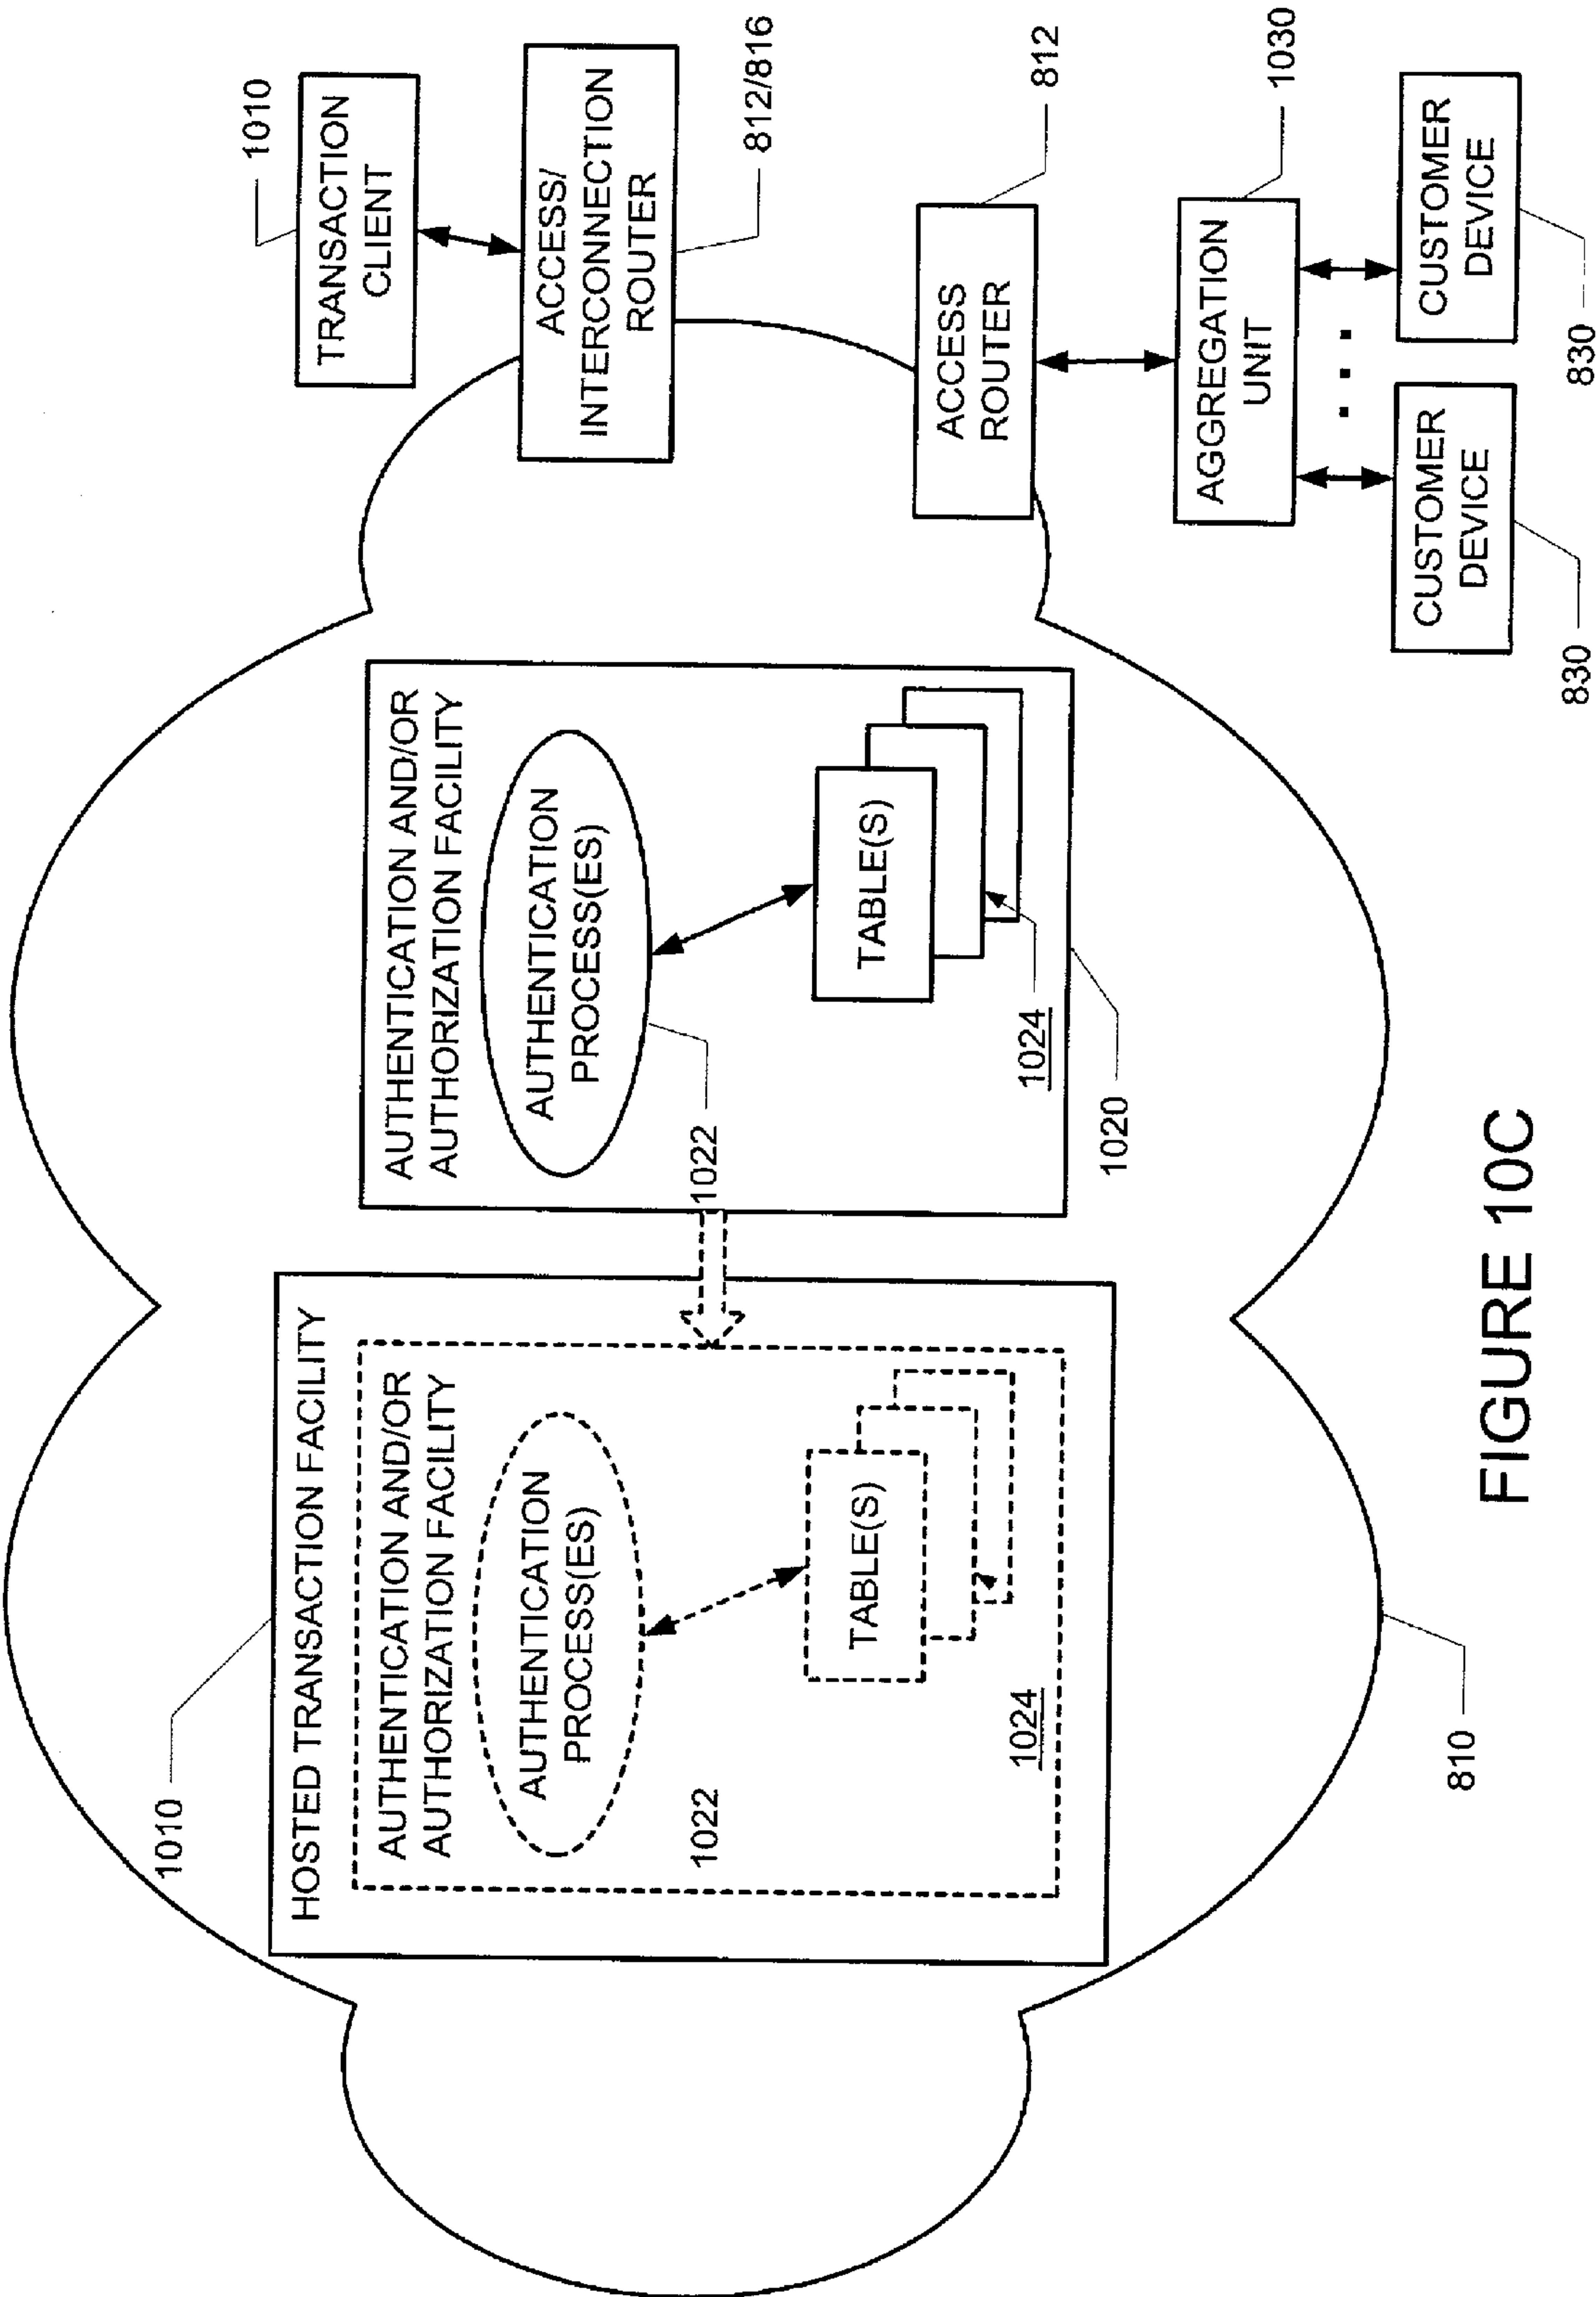 1010
HOSTED TRANSACTION FACILITY
AUTHENTICATION AND/OR
AUTHORIZATION FACILITY
AUTHENTICATION
PROCESS(ES)
1022
TABLE(S)
1024
AUTHENTICATION AND/OR
AUTHORIZATION FACILITY
AUTHENTICATION
PROCESS(ES)
1022
TABLE(S)
1024
1020
810
1010
TRANSACTION
CLIENT
ACCESS/
INTERCONNECTION
ROUTER
812/816
ACCESS
ROUTER
812
AGGREGATION
UNIT
1030
CUSTOMER
DEVICE
830
...
CUSTOMER
DEVICE
830
FIGURE 10C